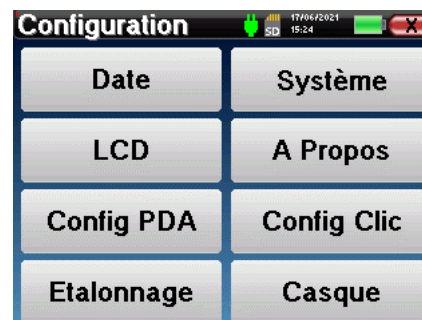 Configuration
SD
17/06/2021
15:24
X
Date
Système
LCD
A Propos
Config PDA
Config Clic
Etalonnage
Casque